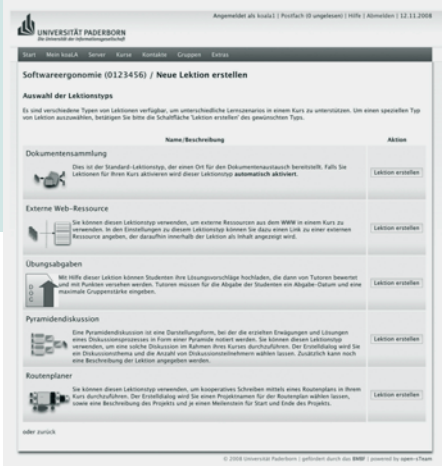 Angemeldet als koala1 | Postfach (0 ungelesen) | Hilfe | Abmelden | 12.11.2008
UNIVERSITÄT PADERBORN
Die Universität der Informationsgesellschaft
Start Mein koaLA Server Kurse Kontakte Gruppen Extras
Softwareergonomie (0123456) / Neue Lektion erstellen
Auswahl der Lektionstyps
Es sind verschiedene Typen von Lektionen verfügbar, um unterschiedliche Lernszenarios in einem Kurs zu unterstützen. Um einen speziellen Typ
von Lektion auszuwählen, betätigen Sie bitte die Schaltfläche 'Lektion erstellen' des gewünschten Typs.
Name/Beschreibung Aktion
Dokumentensammlung
Dies ist der Standard-Lektionstyp, der einen Ort für den Dokumentenaustausch bereitstellt. Falls Sie
Lektionen für Ihren Kurs aktivieren wird dieser Lektionstyp automatisch aktiviert.
Lektion erstellen
Externe Web-Ressource
Sie können diesen Lektionstyp verwenden, um externe Ressourcen aus dem WWW in einem Kurs zu
verwenden. In den Einstellungen zu diesem Lektionstyp können Sie dazu einen Link zu einer externen
Ressource angeben, der daraufhin innerhalb der Lektion als Inhalt angezeigt wird.
Lektion erstellen
Übungsabgaben
Mit Hilfe dieser Lektion können Studenten ihre Lösungsvorschläge hochladen, die dann von Tutoren bewertet
und mit Punkten versehen werden. Tutoren müssen für die Abgabe der Studenten ein Abgabe-Datum und eine
maximale Gruppenstärke eingeben.
Lektion erstellen
Pyramidendiskussion
Eine Pyramidendiskussion ist eine Darstellungsform, bei der die erzielten Erwägungen und Lösungen
eines Diskussionsprozesses in Form einer Pyramide notiert werden. Sie können diesen Lektionstyp
verwenden, um eine solche Diskussion im Rahmen Ihres Kurses durchzuführen. Der Erstelldialog wird Sie
ein Diskussionsthema und die Anzahl von Diskussionsteilnehmern wählen lassen. Zusätzlich kann noch
eine Beschreibung der Lektion angegeben werden.
Lektion erstellen
Routenplaner
Sie können diesen Lektionstyp verwenden, um kooperatives Schreiben mittels eines Routenplans in Ihrem
Kurs durchzuführen. Der Erstelldialog wird Sie einen Projektnamen für der Routenplan wählen lassen,
sowie eine Beschreibung des Projekts und je einen Meilenstein für Start und Ende des Projekts.
Lektion erstellen
oder zurück
© 2008 Universität Paderborn | gefördert durch das BMBF | powered by open-sTeam